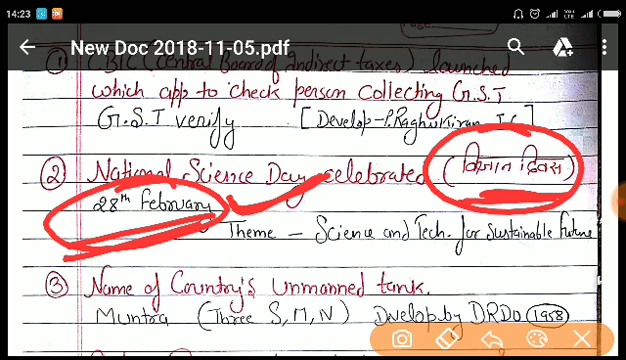 14:23
New Doc 2018-11-05.pdf
① CBIC (Central Board of Indirect taxes) launched
which app to check person collecting G.S.T
G.S.T verify [Develop - P. Raghu Kiran
② National Science Day celebrated (विज्ञान दिवस)
28th February
Theme - Science and Tech. for sustainable future
③ Name of Country's unmanned tank.
Muntra (Three S, M, N) Develop by DRDO (1958)